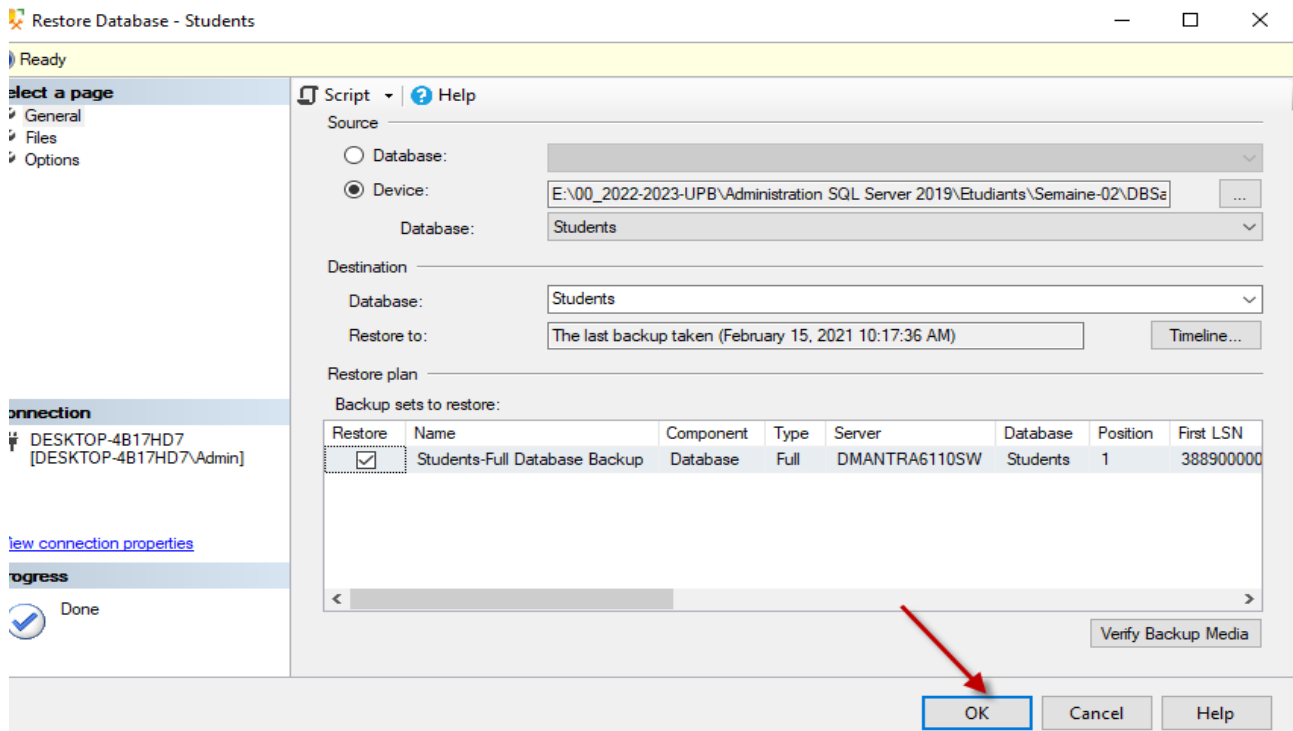 Restore Database - Students
Ready
elect a page
General
Files
Options
Script
Help
Source
Database:
Device: E:\00_2022-2023-UPB\Administration SQL Server 2019\Etudiants\Semaine-02\DBSa ...
Database: Students
Destination
Database: Students
Restore to: The last backup taken (February 15, 2021 10:17:36 AM) Timeline...
Restore plan
Backup sets to restore:
Restore Name Component Type Server Database Position First LSN
Students-Full Database Backup Database Full DMANTRA6110SW Students 1 388900000
onnection
DESKTOP-4B17HD7
[DESKTOP-4B17HD7\Admin]
iew connection properties
rogress
Done
Verify Backup Media
OK Cancel Help